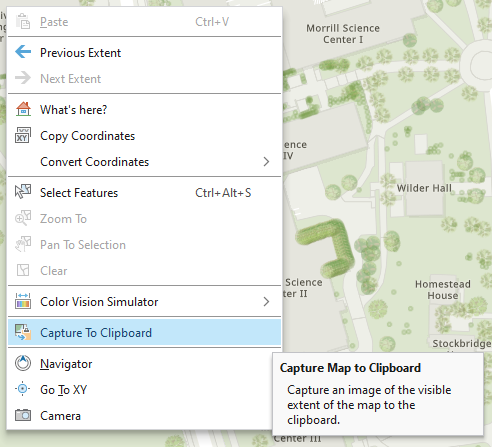 Paste Ctrl+V
Previous Extent
Next Extent
What's here?
Copy Coordinates
Convert Coordinates
Select Features Ctrl+Alt+S
Zoom To
Pan To Selection
Clear
Color Vision Simulator
Capture To Clipboard
Navigator
Go To XY
Camera
Capture Map to Clipboard
Capture an image of the visible
extent of the map to the
clipboard.
Morrill Science
Center I
ence
IV
Wilder Hall
Science
er II
Homestead
House
Stockbridge
Center III